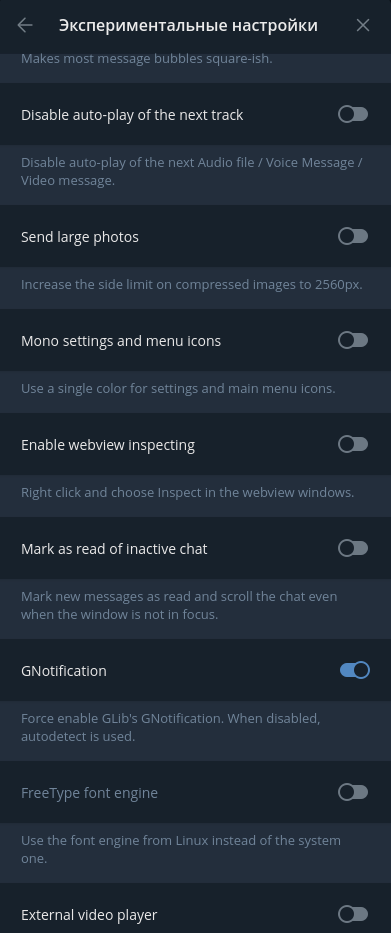 Экспериментальные настройки
Makes most message bubbles square-ish.
Disable auto-play of the next track
Disable auto-play of the next Audio file / Voice Message /
Video message.
Send large photos
Increase the side limit on compressed images to 2560px.
Mono settings and menu icons
Use a single color for settings and main menu icons.
Enable webview inspecting
Right click and choose Inspect in the webview windows.
Mark as read of inactive chat
Mark new messages as read and scroll the chat even
when the window is not in focus.
GNotification
Force enable GLib's GNotification. When disabled,
autodetect is used.
FreeType font engine
Use the font engine from Linux instead of the system
one.
External video player